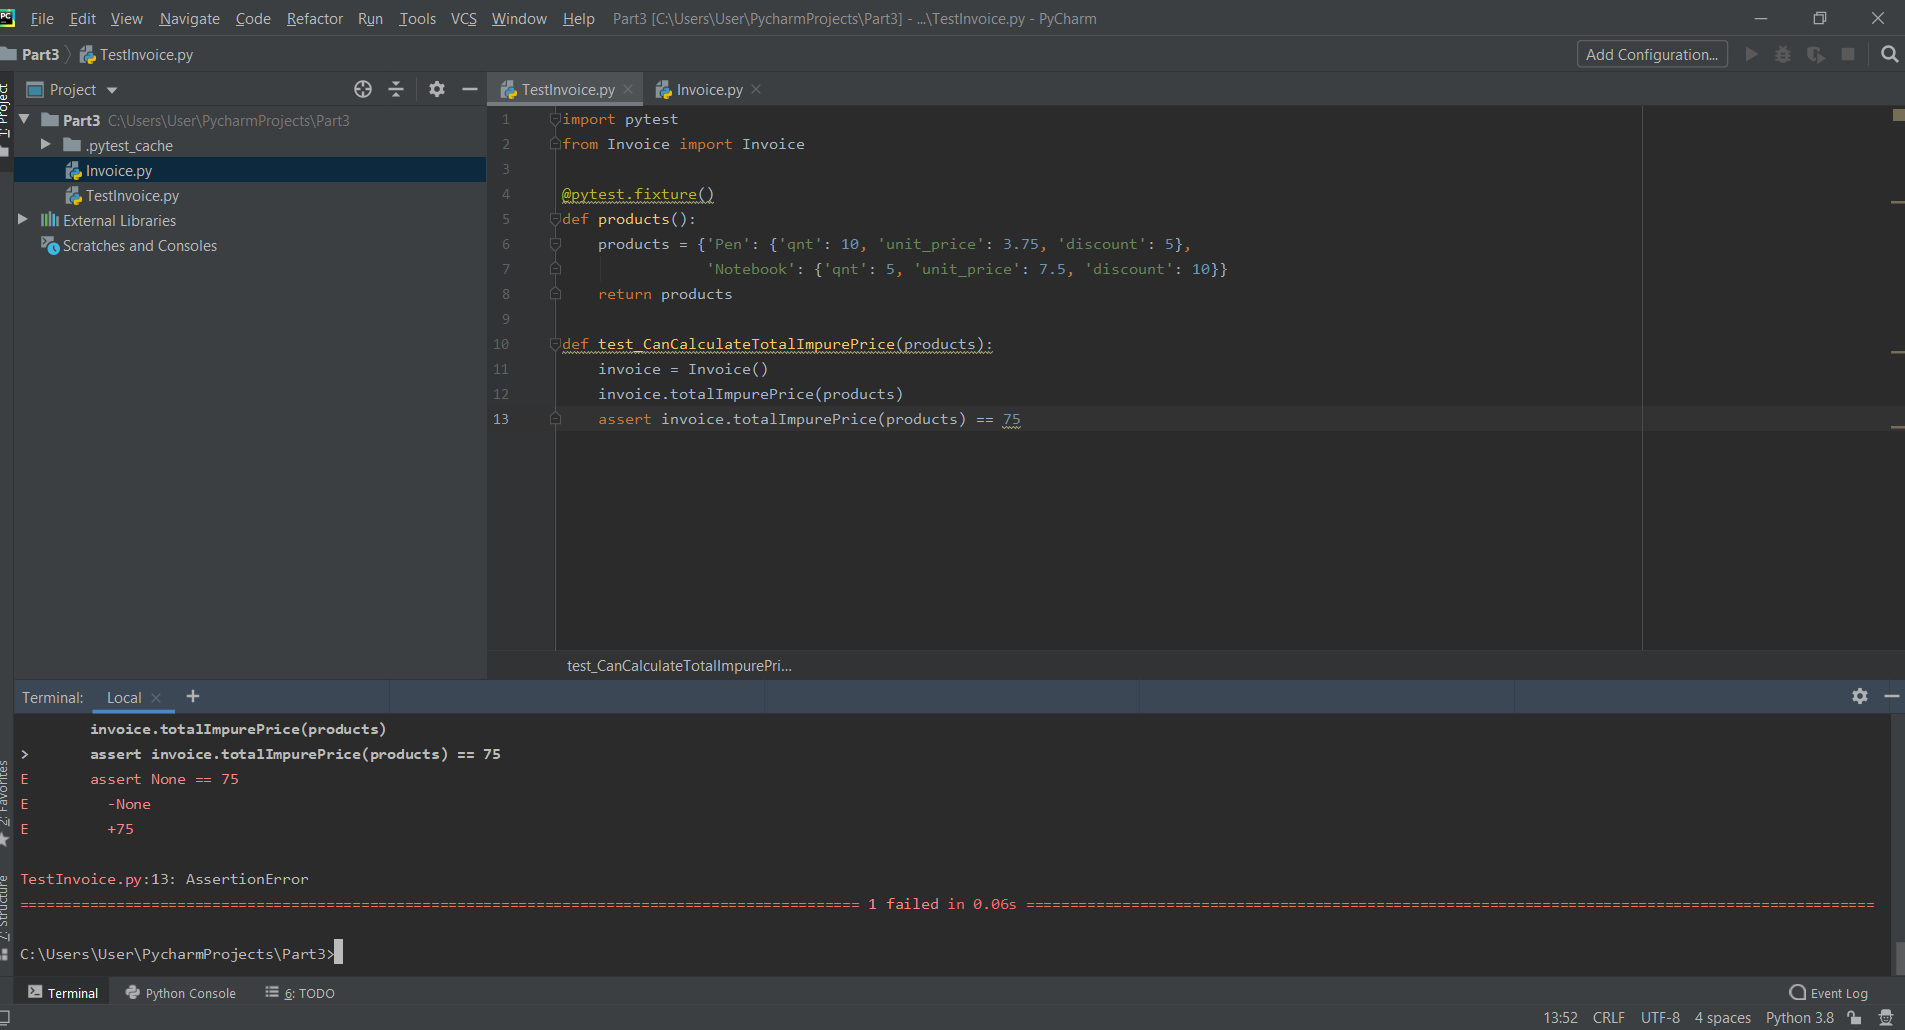 File Edit View Navigate Code Refactor Run Tools VCS Window Help Part3 [C:\Users\User\PycharmProjects\Part3] - ...\TestInvoice.py - PyCharm
Part3 TestInvoice.py Add Configuration...
Project TestInvoice.py Invoice.py
1: Project
Part3 C:\Users\User\PycharmProjects\Part3
.pytest_cache
Invoice.py
TestInvoice.py
External Libraries
Scratches and Consoles
1 import pytest
2 from Invoice import Invoice
3
4 @pytest.fixture()
5 def products():
6 products = {'Pen': {'qnt': 10, 'unit_price': 3.75, 'discount': 5},
7 'Notebook': {'qnt': 5, 'unit_price': 7.5, 'discount': 10}}
8 return products
9
10 def test_CanCalculateTotalImpurePrice(products):
11 invoice = Invoice()
12 invoice.totalImpurePrice(products)
13 assert invoice.totalImpurePrice(products) == 75
test_CanCalculateTotalImpurePri...
Terminal: Local
invoice.totalImpurePrice(products)
> assert invoice.totalImpurePrice(products) == 75
E assert None == 75
E -None
E +75
TestInvoice.py:13: AssertionError
================================================================================================= 1 failed in 0.06s ==================================================================================================
C:\Users\User\PycharmProjects\Part3>
2: Favorites
7: Structure
Terminal Python Console 6: TODO Event Log
13:52 CRLF UTF-8 4 spaces Python 3.8